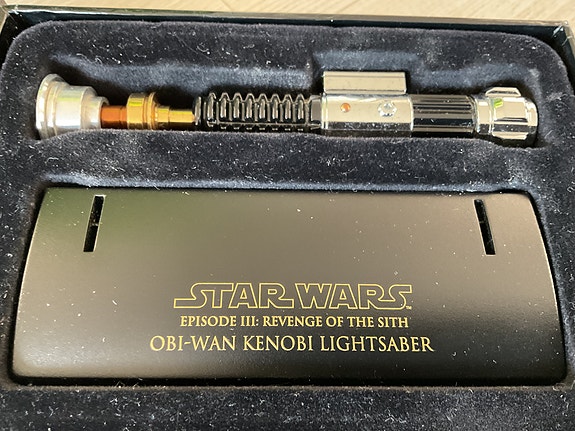 STAR WARS
EPISODE III: REVENGE OF THE SITH
OBI-WAN KENOBI LIGHTSABER